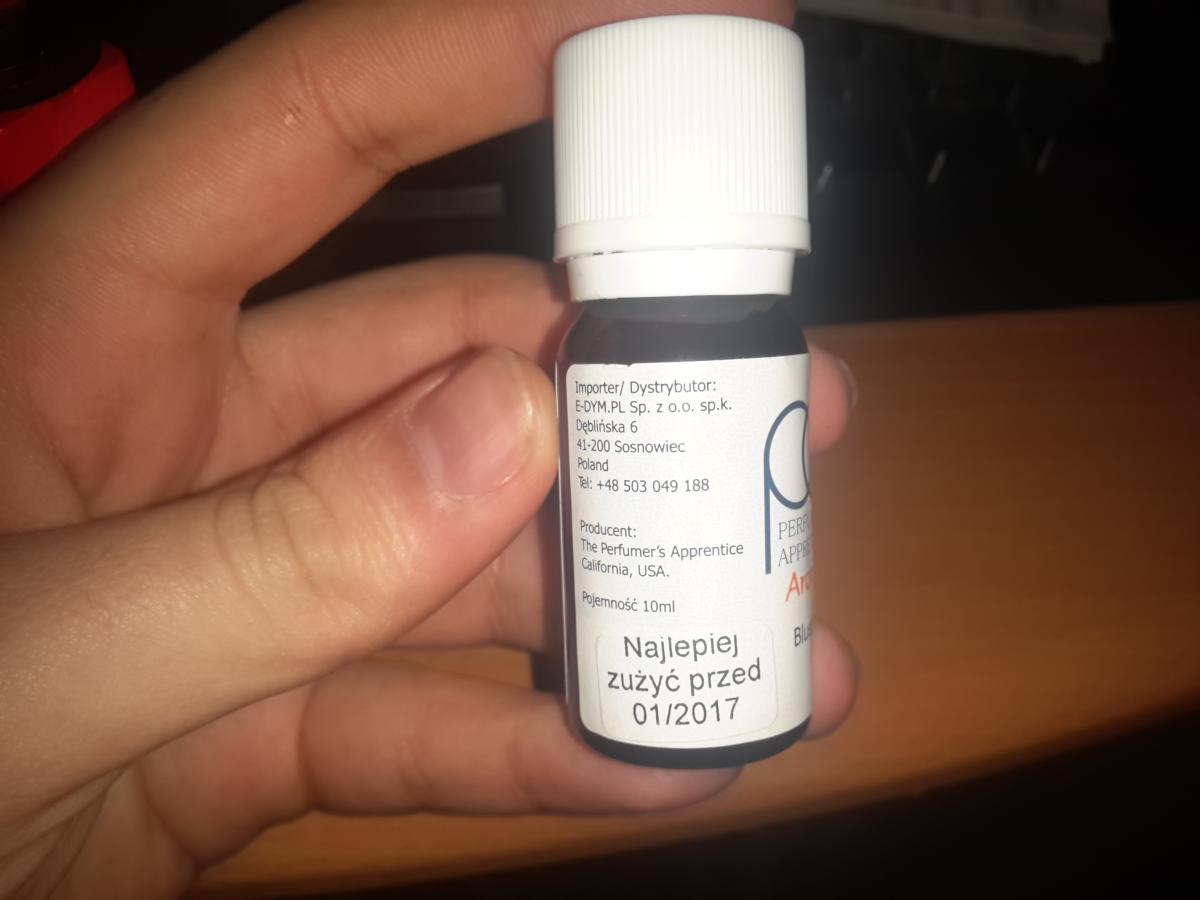 Importer/ Dystrybutor:
E-DYM.PL Sp. z o.o. sp.k.
Dęblińska 6
41-200 Sosnowiec
Poland
Tel: +48 503 049 188
Producent:
The Perfumer's Apprentice
California, USA.
Pojemność 10ml
Najlepiej
zużyć przed
01/2017